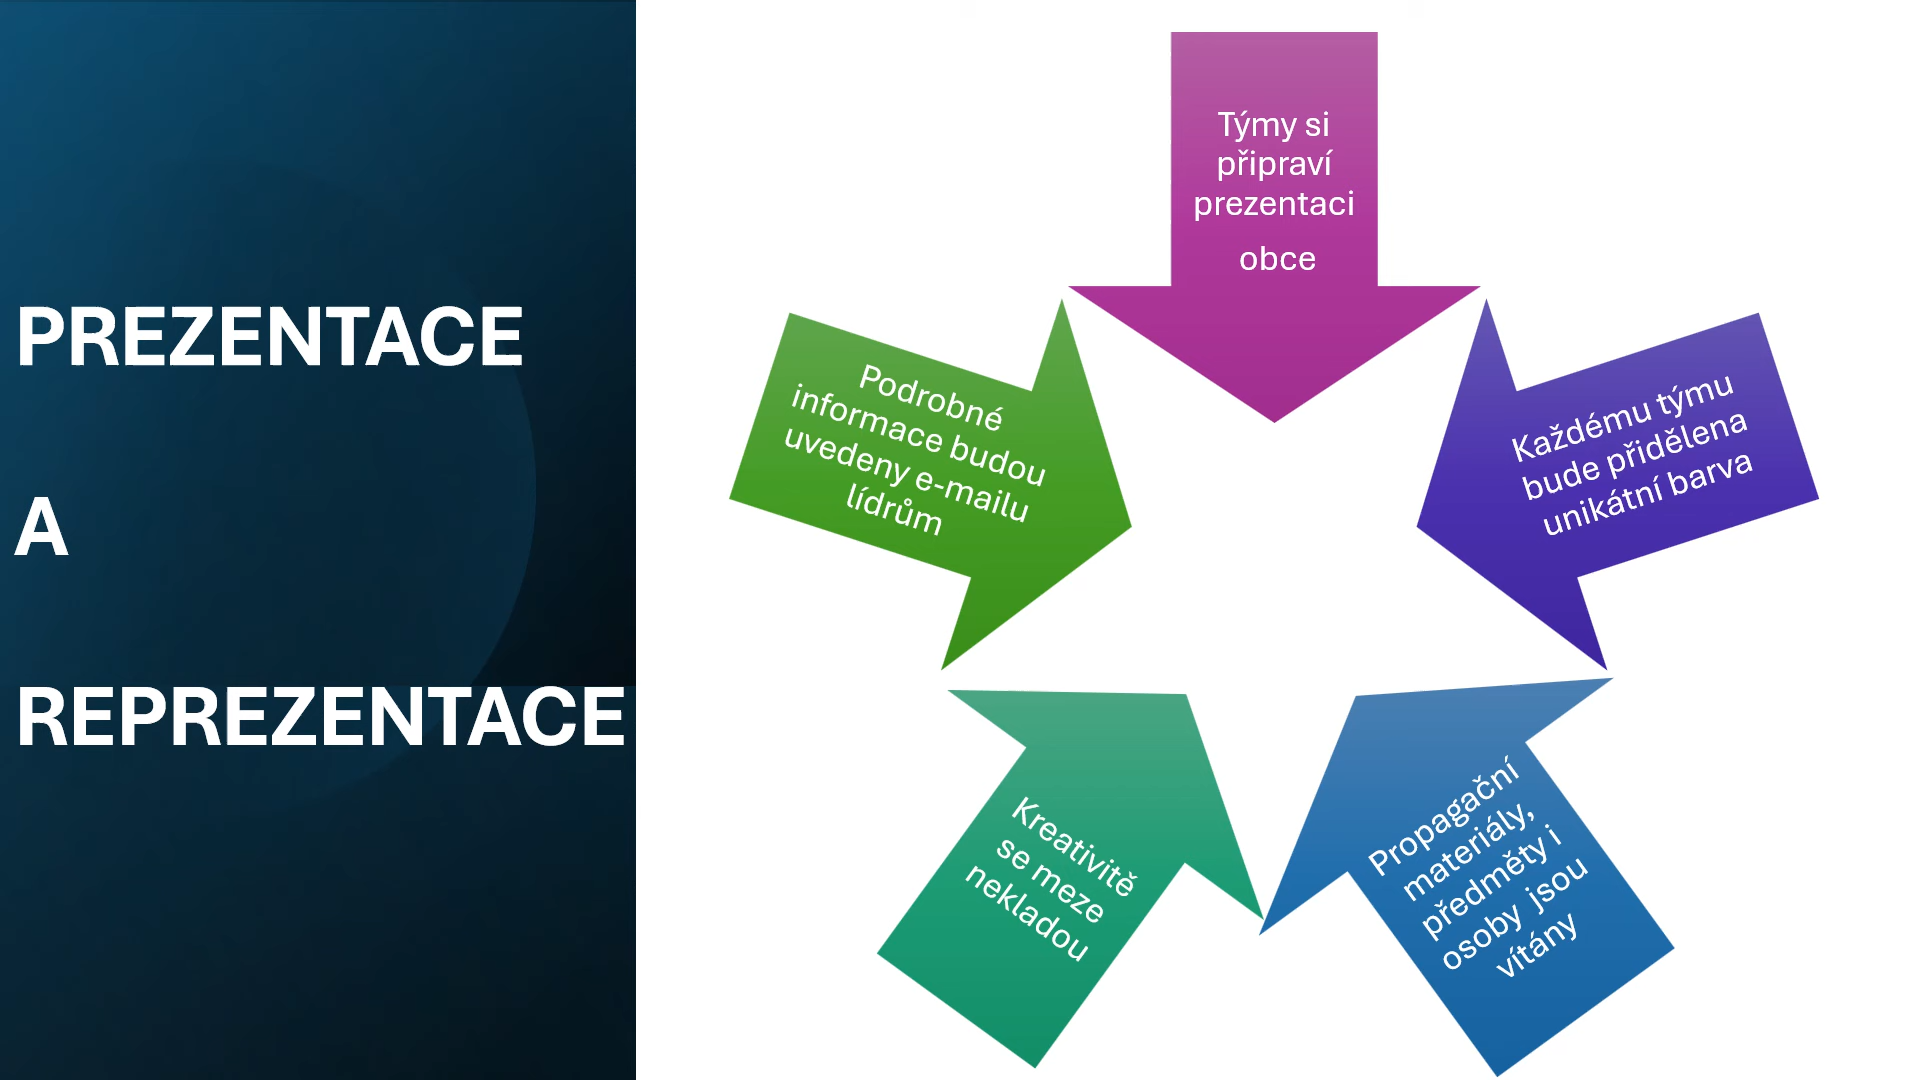 PREZENTACE
A
REPREZENTACE
Týmy si
připraví
prezentaci
obce
Každému týmu
bude přidělena
unikátní barva
Propagační
materiály,
předměty i
osoby jsou
vítány
Kreativitě
se meze
nekladou
Podrobné
informace budou
uvedeny e-mailu
lídrům